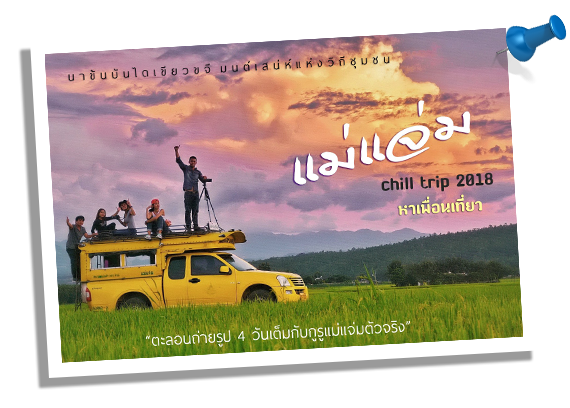 นาขั้นบันไดเขียวขจี มนต์เสน่ห์แห่งวิถีชุมชน
แม่แจ่ม
chill trip 2018
หาเพื่อนเที่ยว
"ตะลอนถ่ายรูป 4 วันเต็มกับกูรูแม่แจ่มตัวจริง"